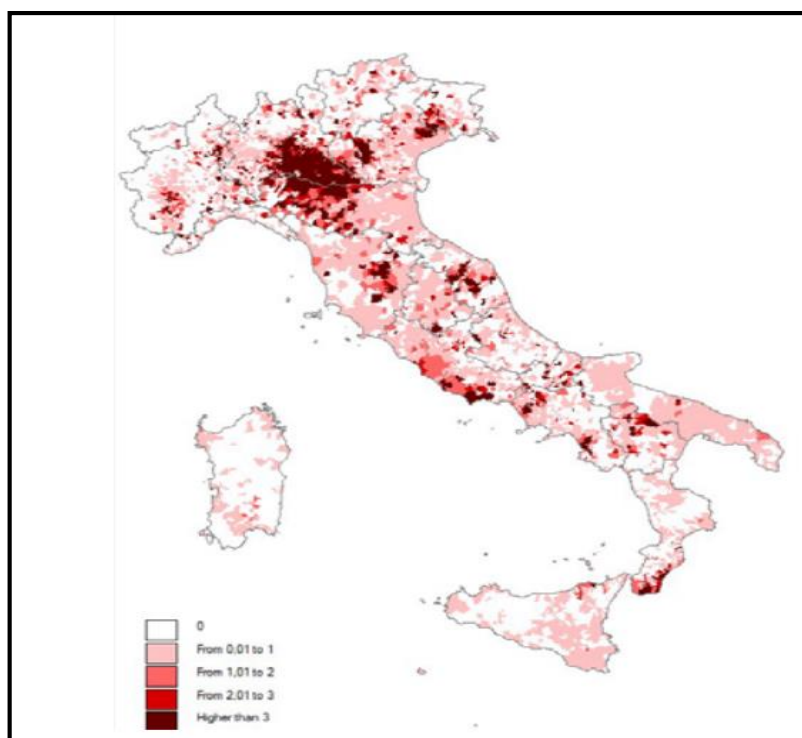 0
From 0,01 to 1
From 1,01 to 2
From 2,01 to 3
Higher than 3